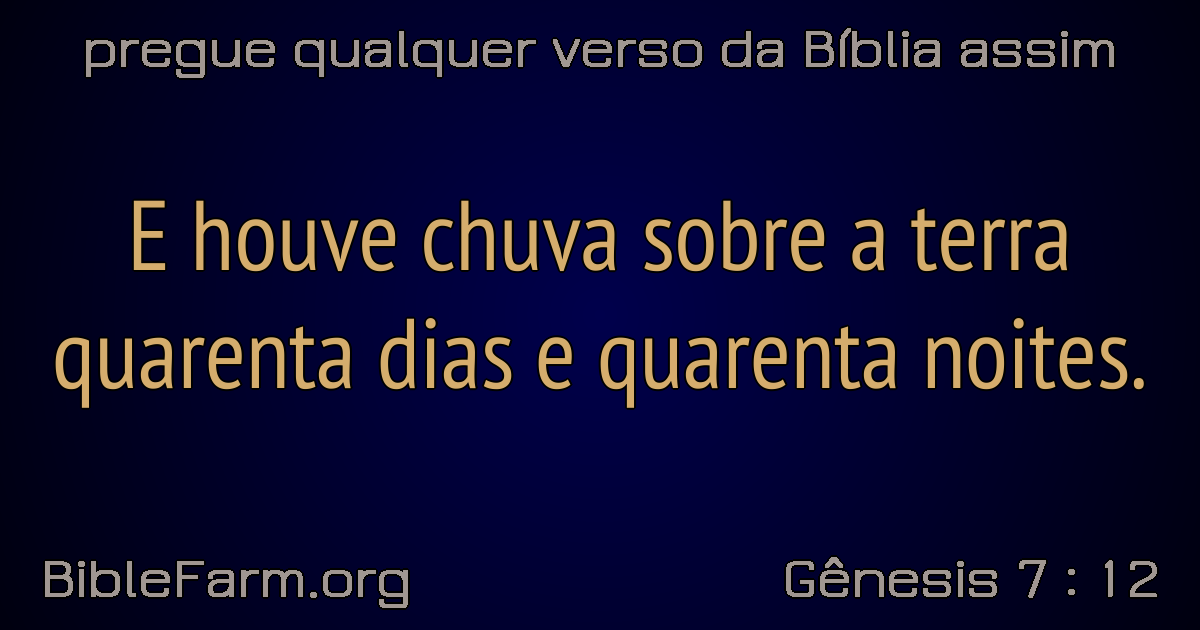 pregue qualquer verso da Bíblia assim
E houve chuva sobre a terra
quarenta dias e quarenta noites.
BibleFarm.org
Gênesis 7 : 12